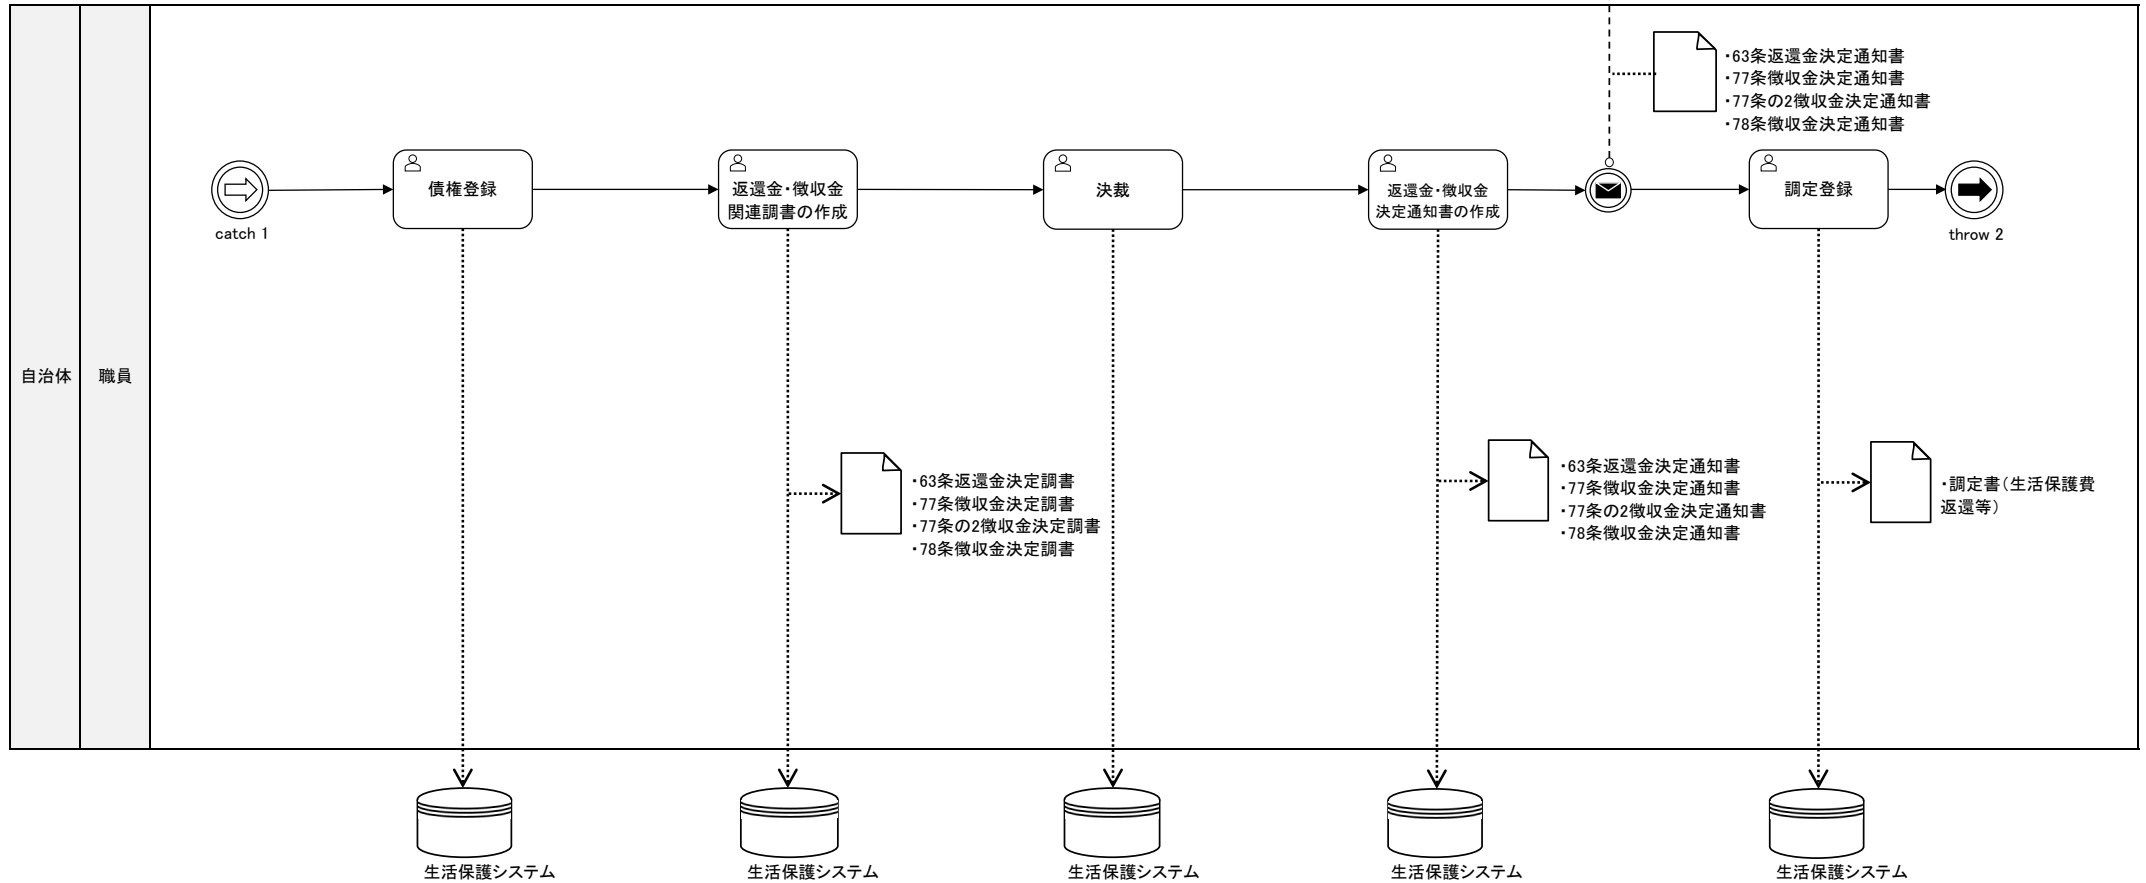 ・63条返還金決定通知書
・77条徴収金決定通知書
・77条の2徴収金決定通知書
・78条徴収金決定通知書
catch 1
債権登録
返還金・徴収金
関連調書の作成
決裁
返還金・徴収金
決定通知書の作成
調定登録
throw 2
自治体
職員
・63条返還金決定調書
・77条徴収金決定調書
・77条の2徴収金決定調書
・78条徴収金決定調書
・63条返還金決定通知書
・77条徴収金決定通知書
・77条の2徴収金決定通知書
・78条徴収金決定通知書
・調定書（生活保護費
返還等）
生活保護システム
生活保護システム
生活保護システム
生活保護システム
生活保護システム